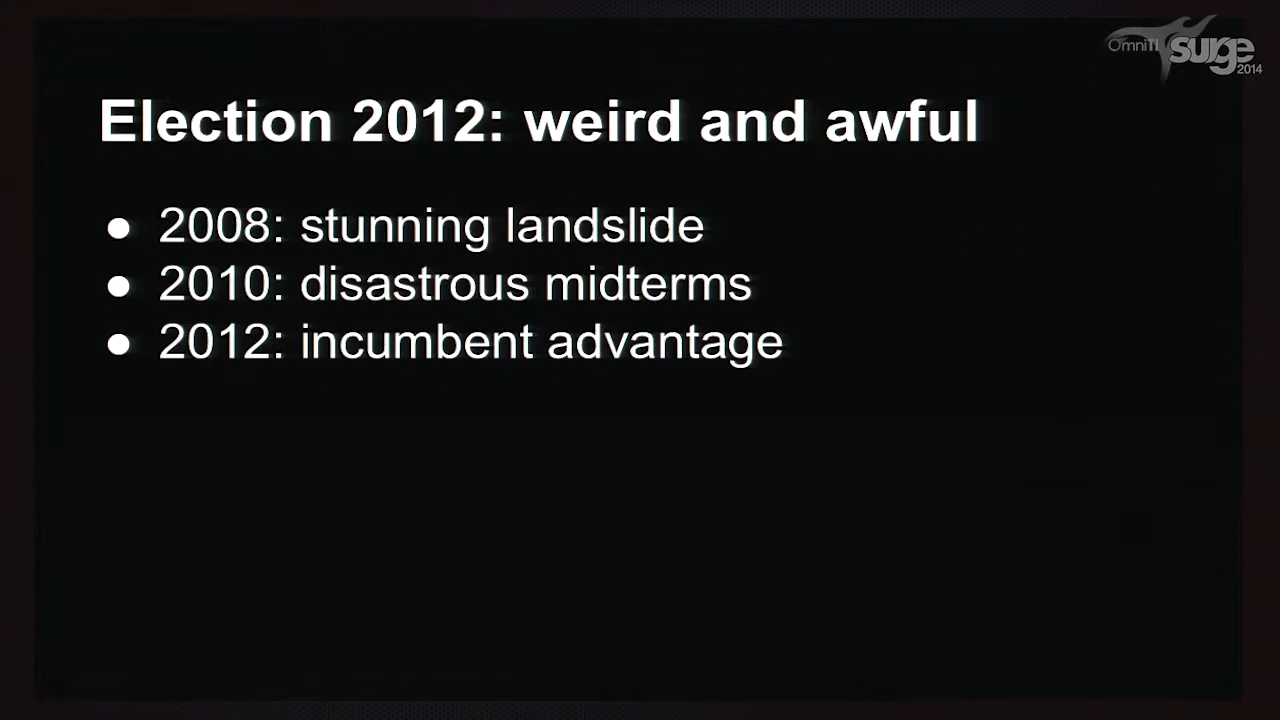 OmniTI surge 2014
Election 2012: weird and awful
● 2008: stunning landslide
● 2010: disastrous midterms
● 2012: incumbent advantage